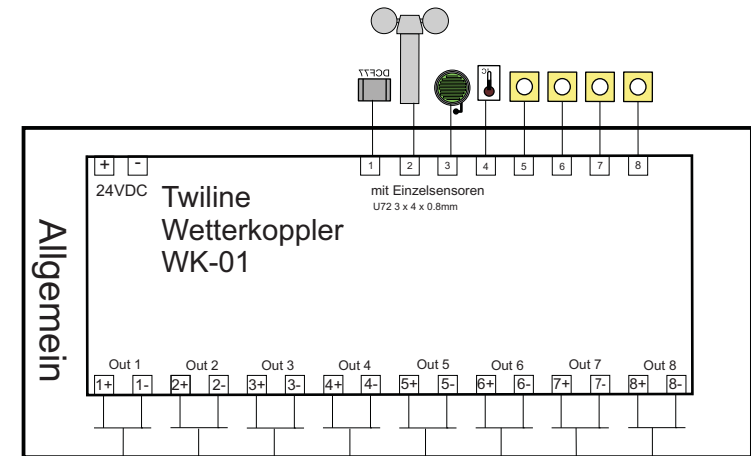 DCF77
°C
1 2 3 4 5 6 7 8
+ -
24VDC
mit Einzelsensoren
U72 3 x 4 x 0.8mm
Twiline
Wetterkoppler
WK-01
Allgemein
Out 1 Out 2 Out 3 Out 4 Out 5 Out 6 Out 7 Out 8
1+ 1- 2+ 2- 3+ 3- 4+ 4- 5+ 5- 6+ 6- 7+ 7- 8+ 8-